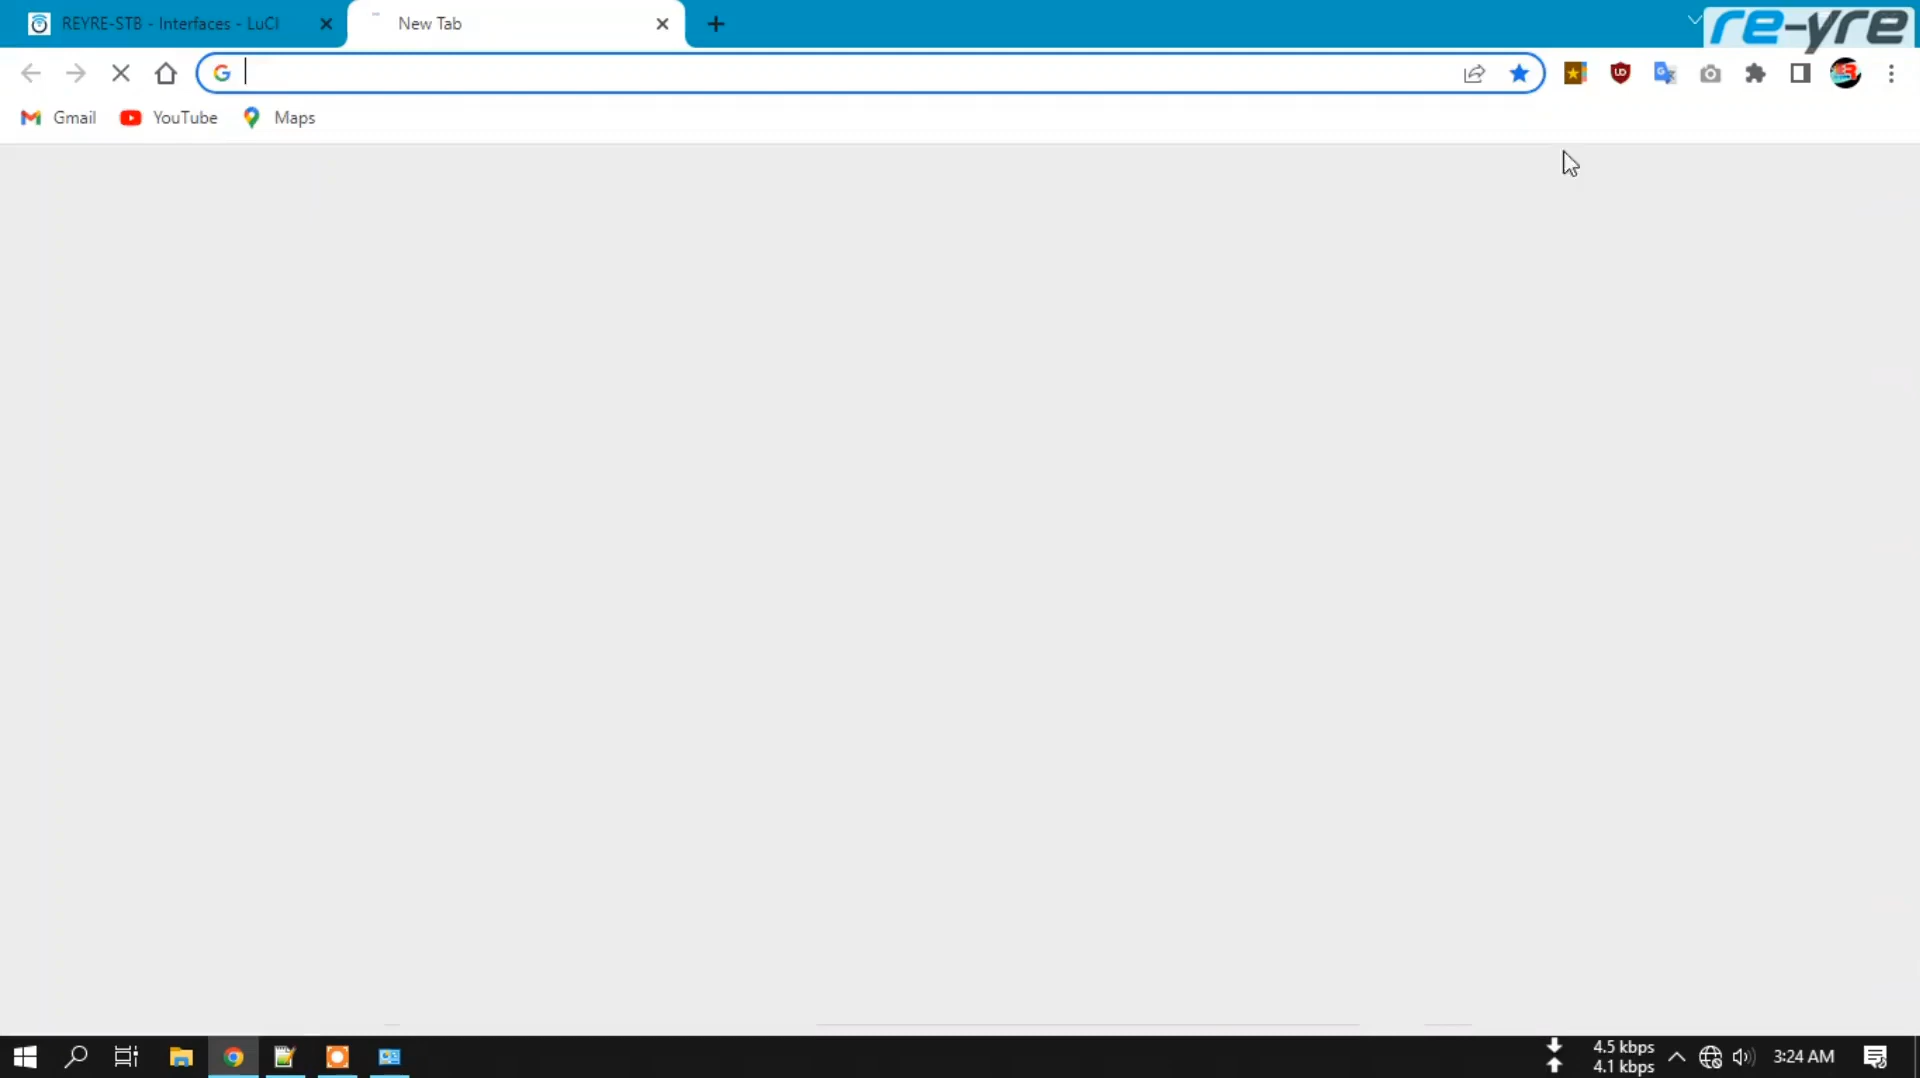 REYRE-STB - Interfaces - LuCI
New Tab
re-yre
Gmail
YouTube
Maps
4.5 kbps
4.1 kbps
3:24 AM